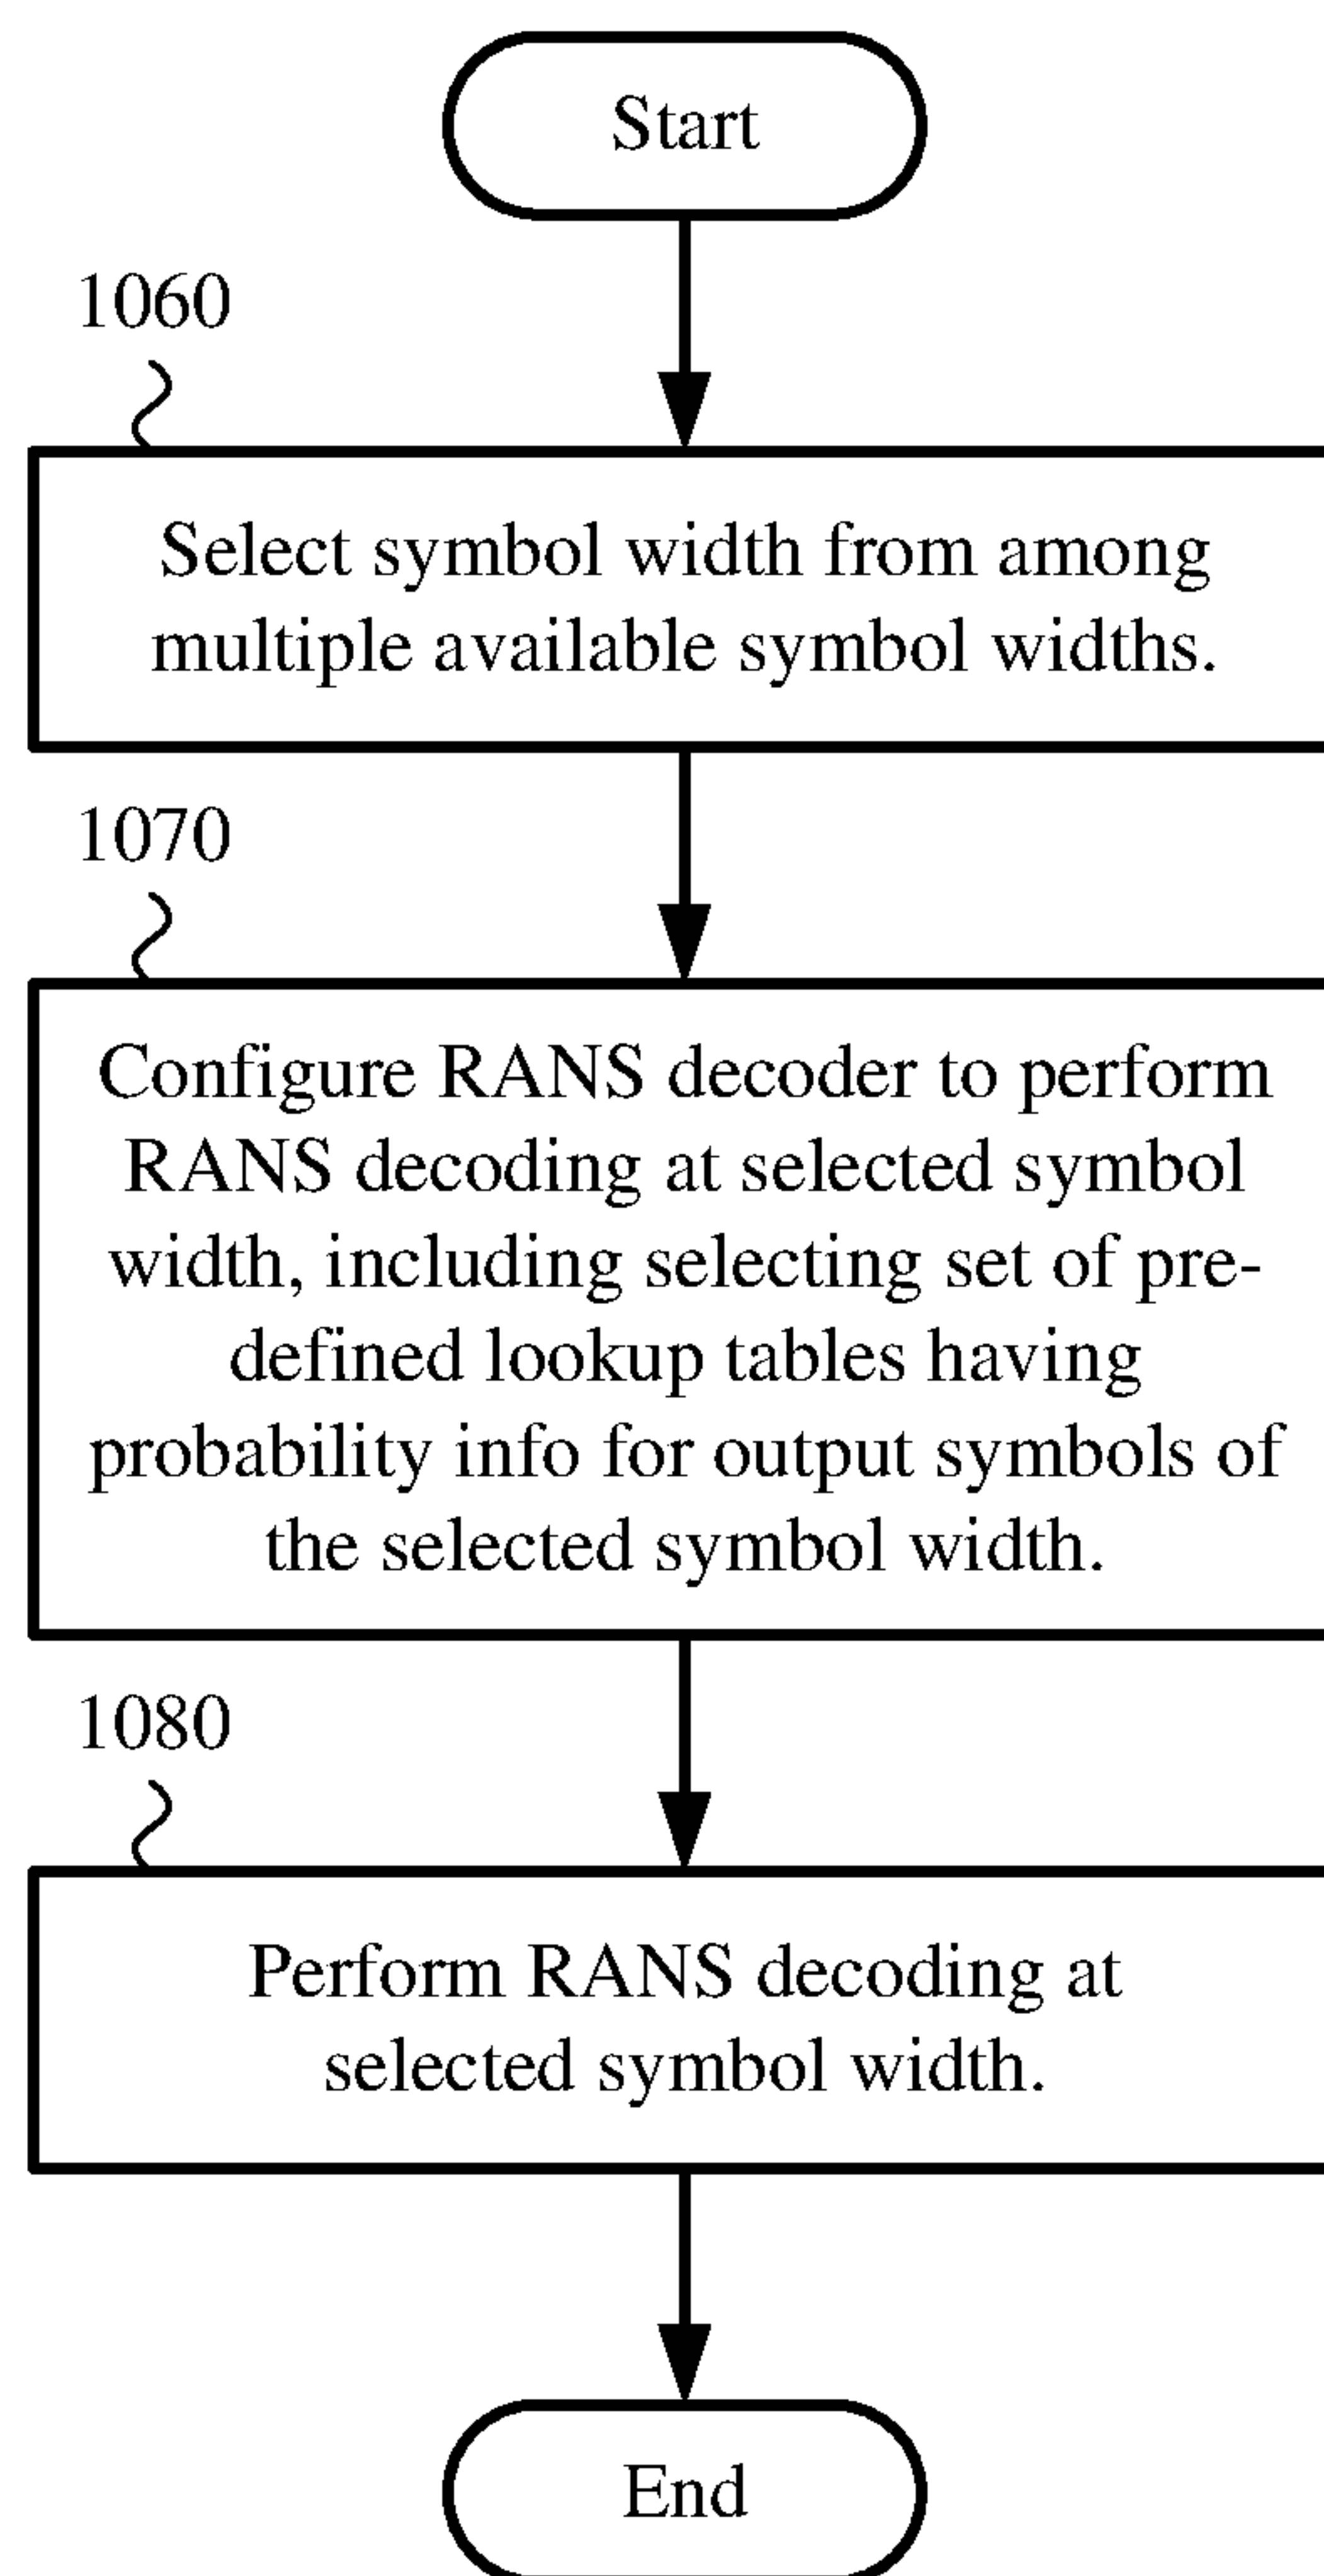 Start
1060
Select symbol width from among
multiple available symbol widths.
1070
Configure RANS decoder to perform
RANS decoding at selected symbol
width, including selecting set of pre-
defined lookup tables having
probability info for output symbols of
the selected symbol width.
1080
Perform RANS decoding at
selected symbol width.
End